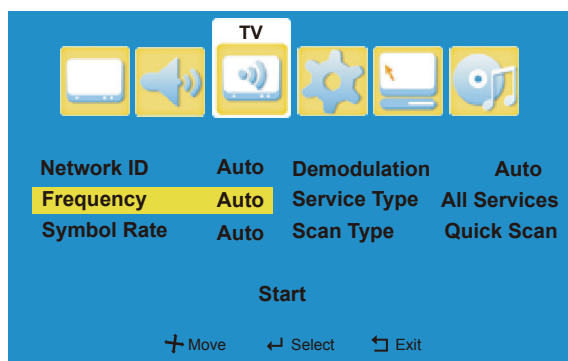 TV
Network ID Auto Demodulation Auto
Frequency Auto Service Type All Services
Symbol Rate Auto Scan Type Quick Scan
Start
Move Select Exit